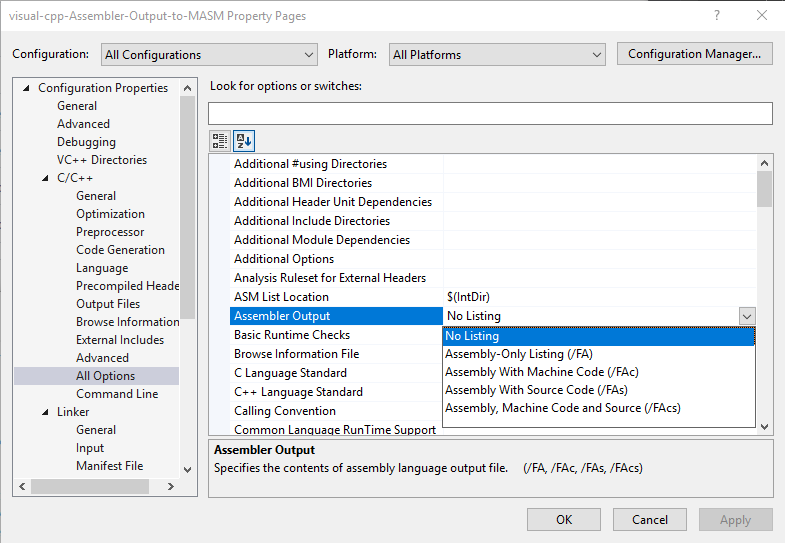 visual-cpp-Assembler-Output-to-MASM Property Pages
Configuration: All Configurations Platform: All Platforms Configuration Manager...
Configuration Properties
General
Advanced
Debugging
VC++ Directories
C/C++
General
Optimization
Preprocessor
Code Generation
Language
Precompiled Heade
Output Files
Browse Information
External Includes
Advanced
All Options
Command Line
Linker
General
Input
Manifest File
Look for options or switches:
Additional #using Directories
Additional BMI Directories
Additional Header Unit Dependencies
Additional Include Directories
Additional Module Dependencies
Additional Options
Analysis Ruleset for External Headers
ASM List Location $(IntDir)
Assembler Output No Listing
Basic Runtime Checks
Browse Information File
C Language Standard
C++ Language Standard
Calling Convention
Common Language RunTime Support
No Listing
Assembly-Only Listing (/FA)
Assembly With Machine Code (/FAc)
Assembly With Source Code (/FAs)
Assembly, Machine Code and Source (/FAcs)
Assembler Output
Specifies the contents of assembly language output file. (/FA, /FAc, /FAs, /FAcs)
OK Cancel Apply